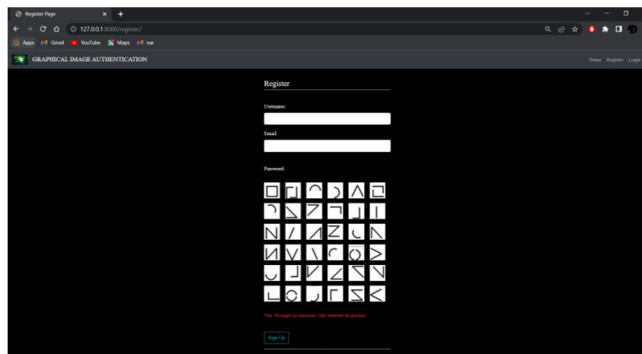 Register Page
127.0.0.1:8000/register/
Apps
Gmail
YouTube
Maps
GRAPHICAL IMAGE AUTHENTICATION
Home Register Login
Register
Username:
Email:
Password:
Sign Up